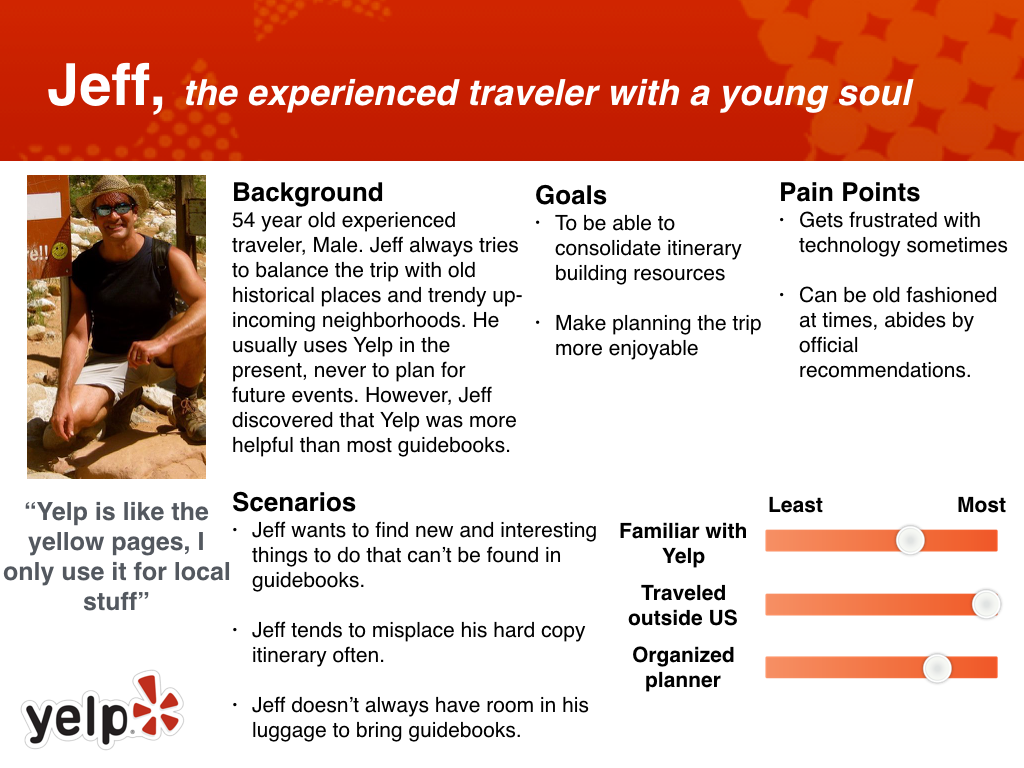 Jeff, the experienced traveler with a young soul
re!!
Background
54 year old experienced
traveler, Male. Jeff always tries
to balance the trip with old
historical places and trendy up-
incoming neighborhoods. He
usually uses Yelp in the
present, never to plan for
future events. However, Jeff
discovered that Yelp was more
helpful than most guidebooks.
Goals
· To be able to
consolidate itinerary
building resources
· Make planning the trip
more enjoyable
Pain Points
· Gets frustrated with
technology sometimes
· Can be old fashioned
at times, abides by
official
recommendations.
“Yelp is like the
yellow pages, I
only use it for local
stuff”
yelp
Scenarios
· Jeff wants to find new and interesting
things to do that can’t be found in
guidebooks.
· Jeff tends to misplace his hard copy
itinerary often.
· Jeff doesn’t always have room in his
luggage to bring guidebooks.
Least Most
Familiar with
Yelp
Traveled
outside US
Organized
planner